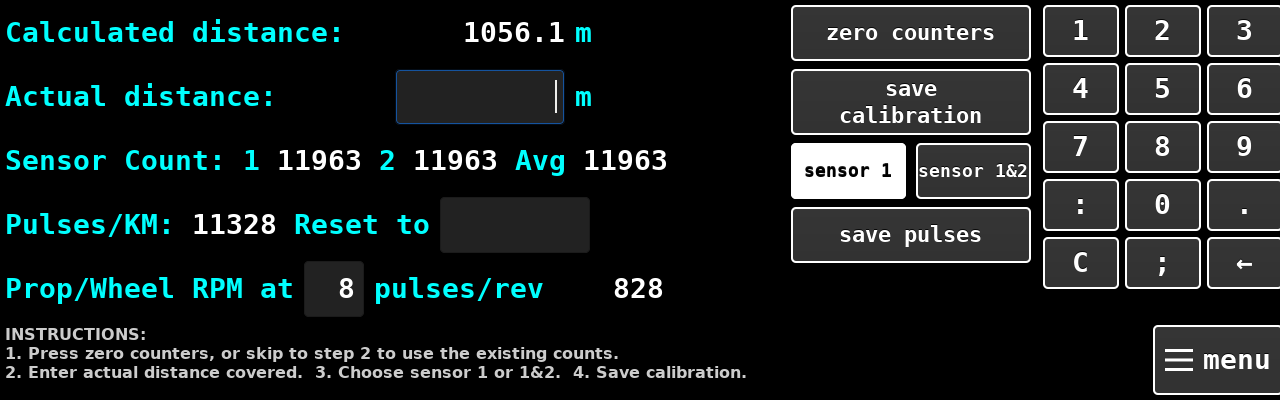 Calculated distance: 1056.1 m
Actual distance: m
Sensor Count: 1 11963 2 11963 Avg 11963
Pulses/KM: 11328 Reset to
Prop/Wheel RPM at 8 pulses/rev 828
INSTRUCTIONS:
1. Press zero counters, or skip to step 2 to use the existing counts.
2. Enter actual distance covered. 3. Choose sensor 1 or 1&2. 4. Save calibration.
zero counters
save
calibration
sensor 1 sensor 1&2
save pulses
1 2 3
4 5 6
7 8 9
: 0 .
C ; ←
menu